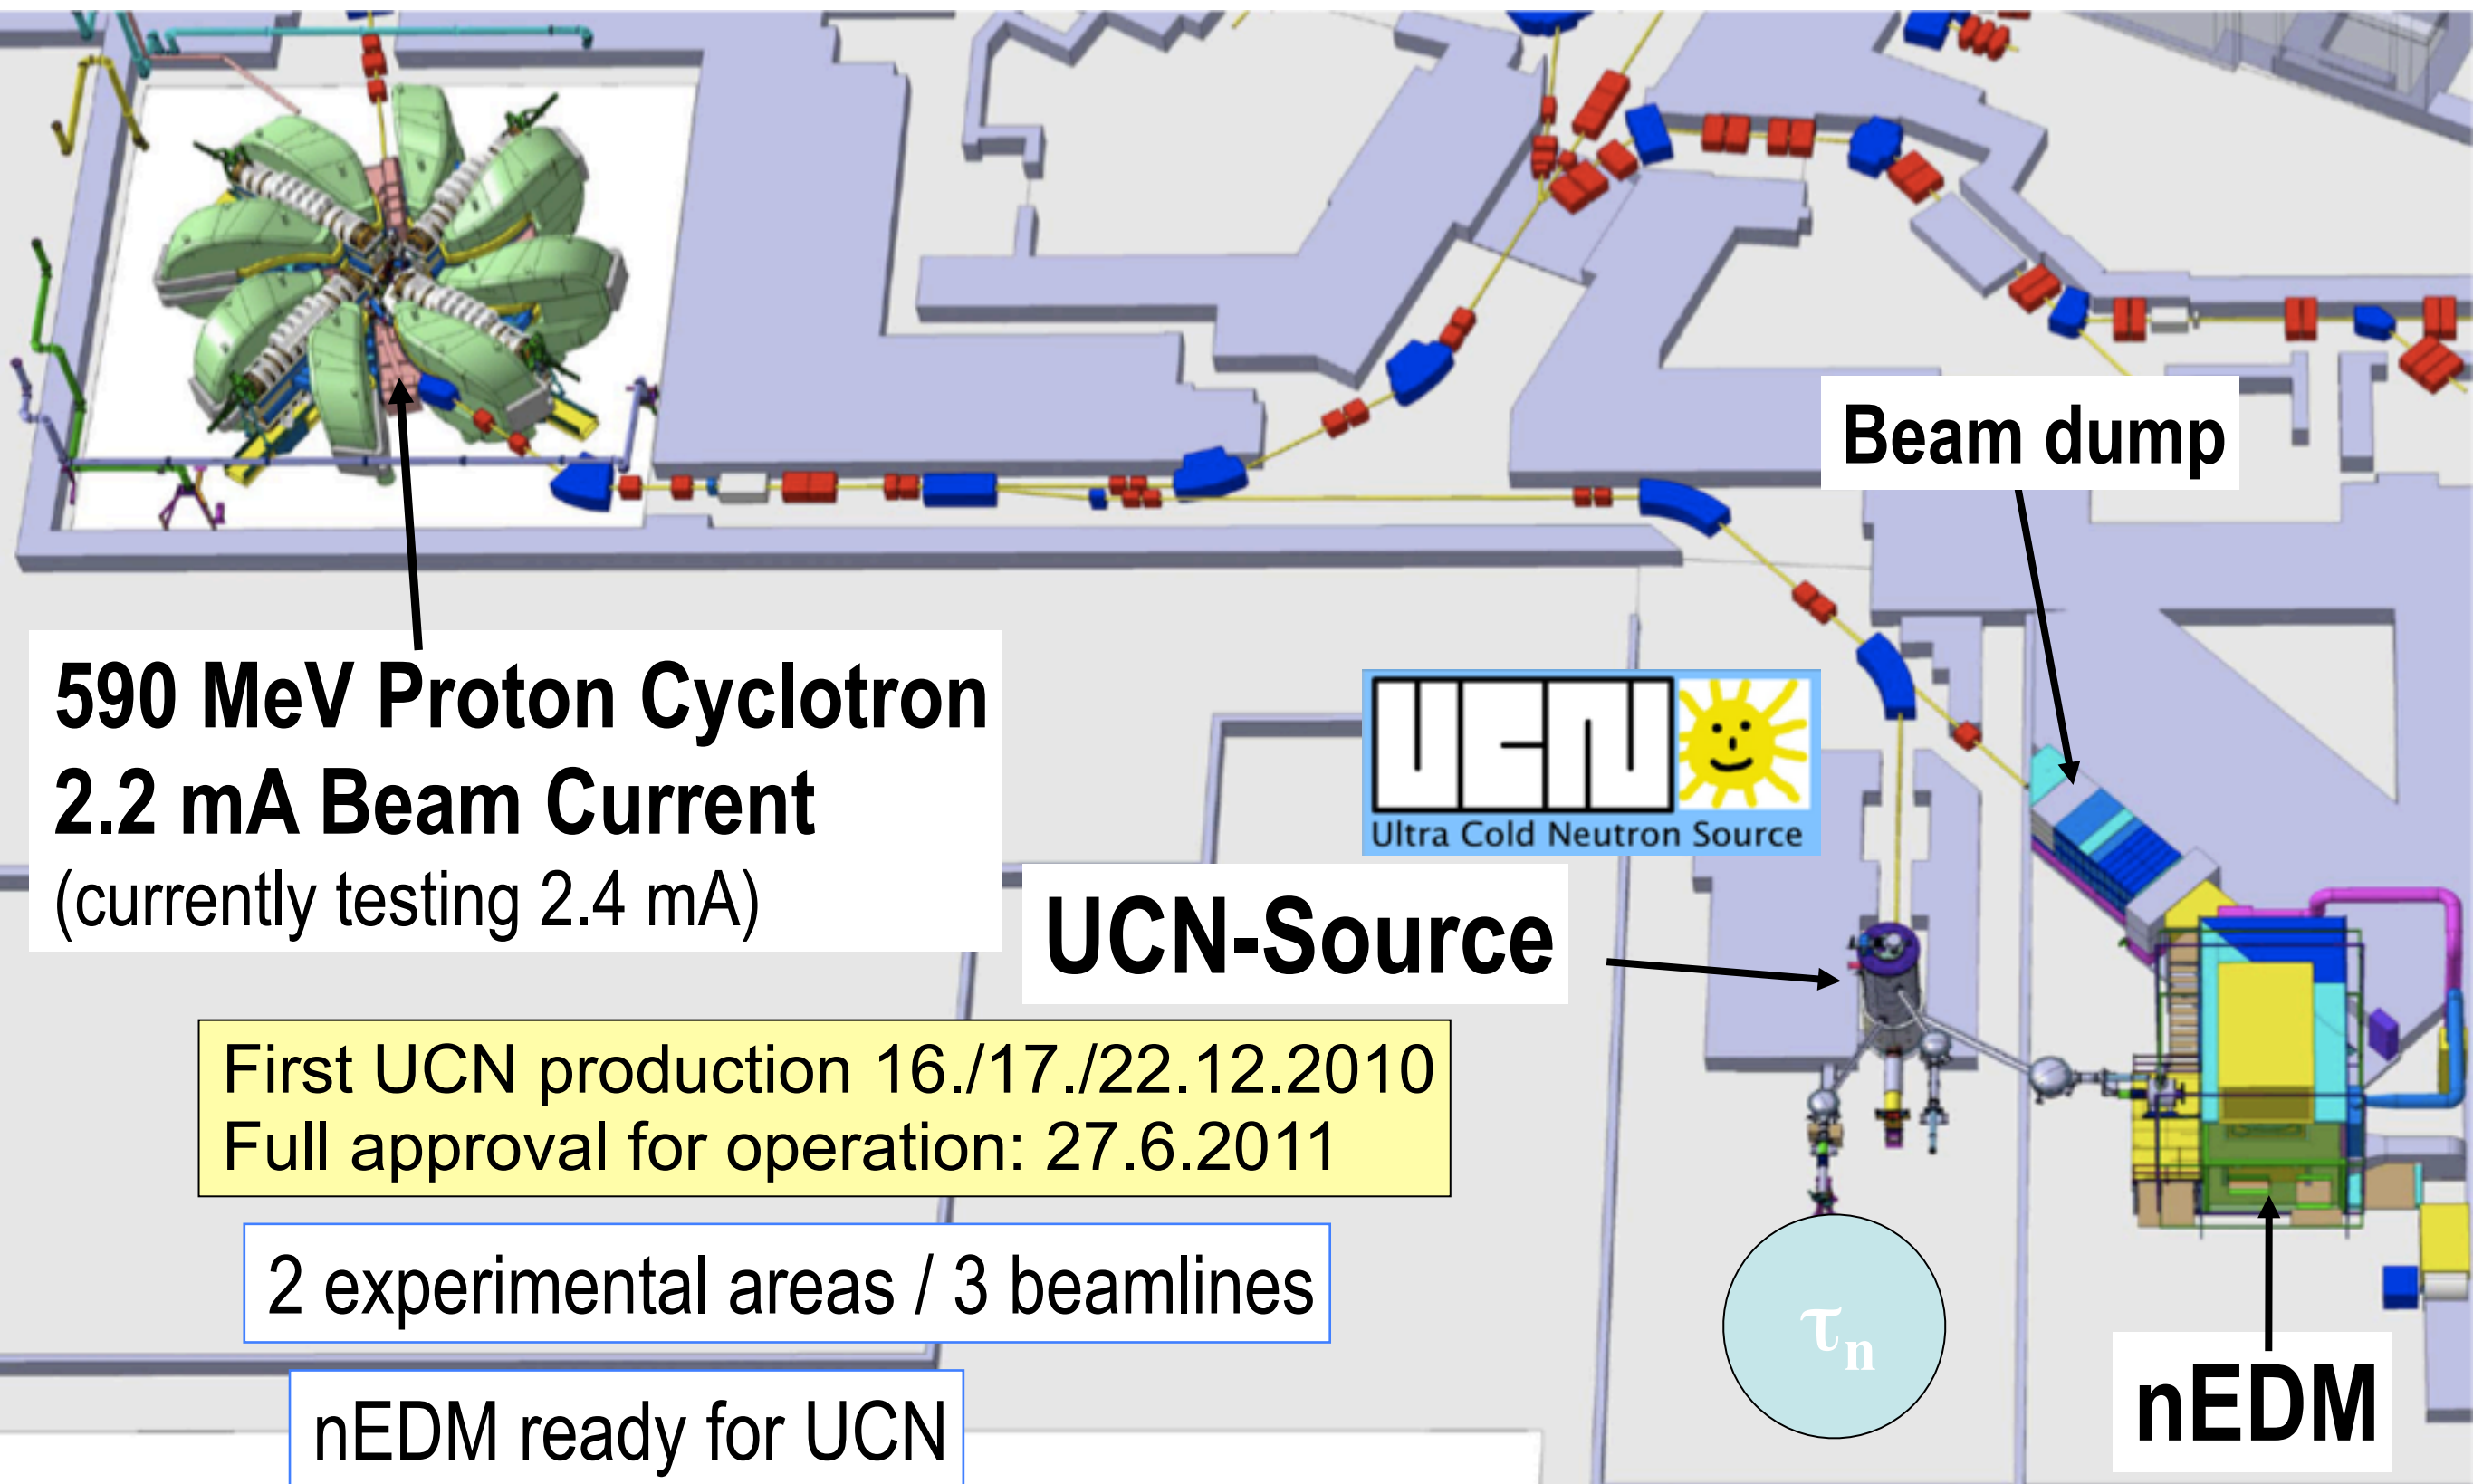 Beam dump
590 MeV Proton Cyclotron
2.2 mA Beam Current
(currently testing 2.4 mA)
UCN
Ultra Cold Neutron Source
UCN-Source
First UCN production 16./17./22.12.2010
Full approval for operation: 27.6.2011
2 experimental areas / 3 beamlines
τn
nEDM
nEDM ready for UCN